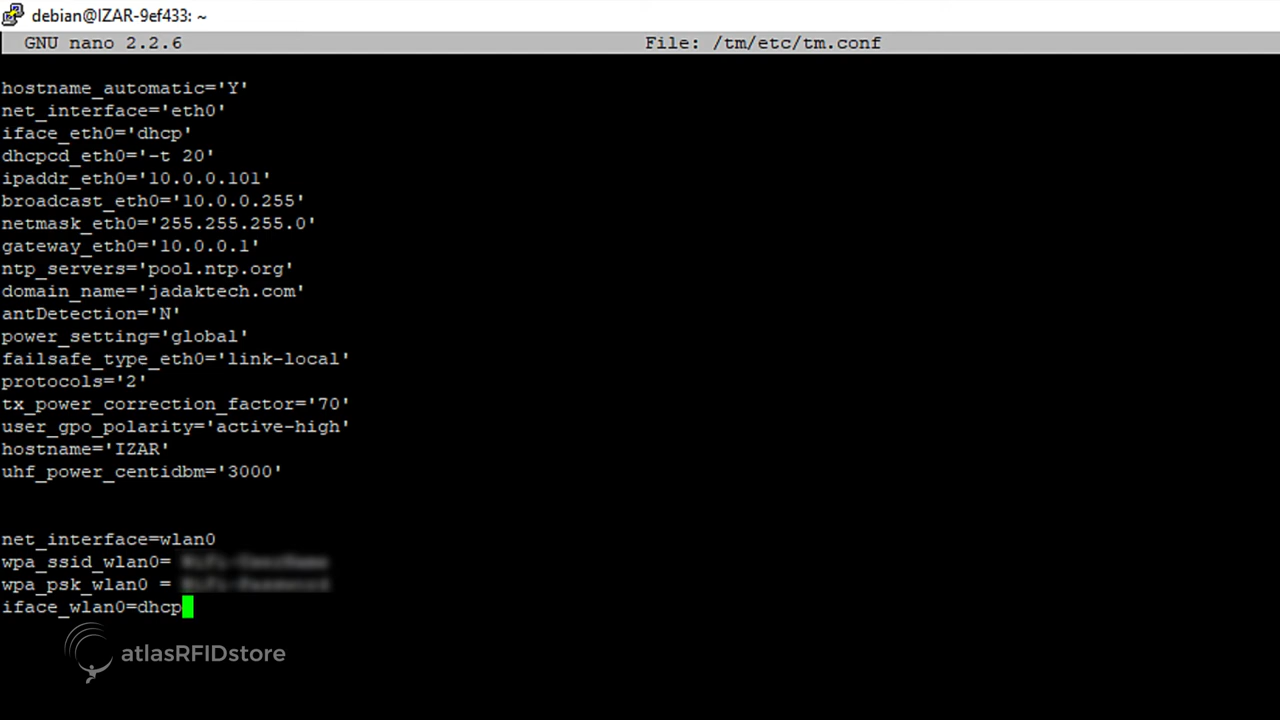 debian@IZAR-9ef433: ~
GNU nano 2.2.6 File: /tm/etc/tm.conf
hostname_automatic='Y'
net_interface='eth0'
iface_eth0='dhcp'
dhcpcd_eth0='-t 20'
ipaddr_eth0='10.0.0.101'
broadcast_eth0='10.0.0.255'
netmask_eth0='255.255.255.0'
gateway_eth0='10.0.0.1'
ntp_servers='pool.ntp.org'
domain_name='jadaktech.com'
antDetection='N'
power_setting='global'
failsafe_type_eth0='link-local'
protocols='2'
tx_power_correction_factor='70'
user_gpo_polarity='active-high'
hostname='IZAR'
uhf_power_centidbm='3000'
net_interface=wlan0
wpa_ssid_wlan0=
wpa_psk_wlan0 =
iface_wlan0=dhcp
atlasRFIDstore